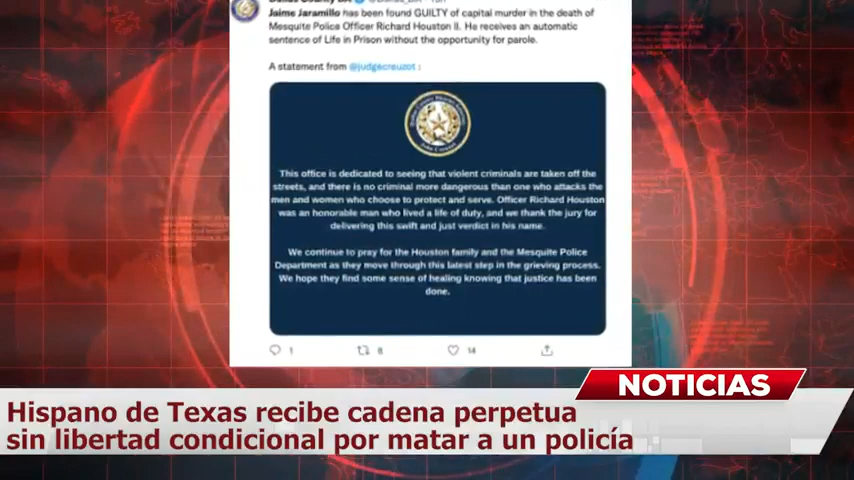 Jaime Jaramillo has been found GUILTY of capital murder in the death of
Mesquite Police Officer Richard Houston II. He receives an automatic
sentence of Life in Prison without the opportunity for parole.
A statement from @judgecreuzot :
This office is dedicated to seeing that violent criminals are taken off the
streets, and there is no criminal more dangerous than one who attacks the
men and women who choose to protect and serve. Officer Richard Houston
was an honorable man who lived a life of duty, and we thank the jury for
delivering this swift and just verdict in his name.
We continue to pray for the Houston family and the Mesquite Police
Department as they move through this latest step in the grieving process.
We hope they find some sense of healing knowing that justice has been
done.
1 8 14
NOTICIAS
Hispano de Texas recibe cadena perpetua
sin libertad condicional por matar a un policía